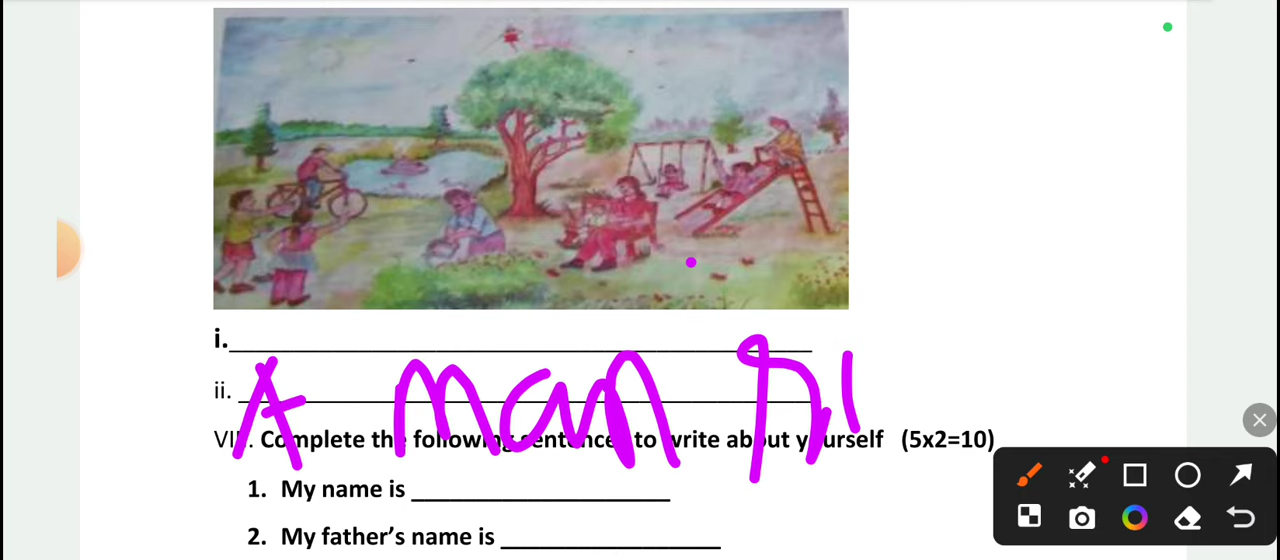 i.
ii.
A man
VII. Complete the following sentences to write about yourself (5x2=10)
1. My name is
2. My father's name is